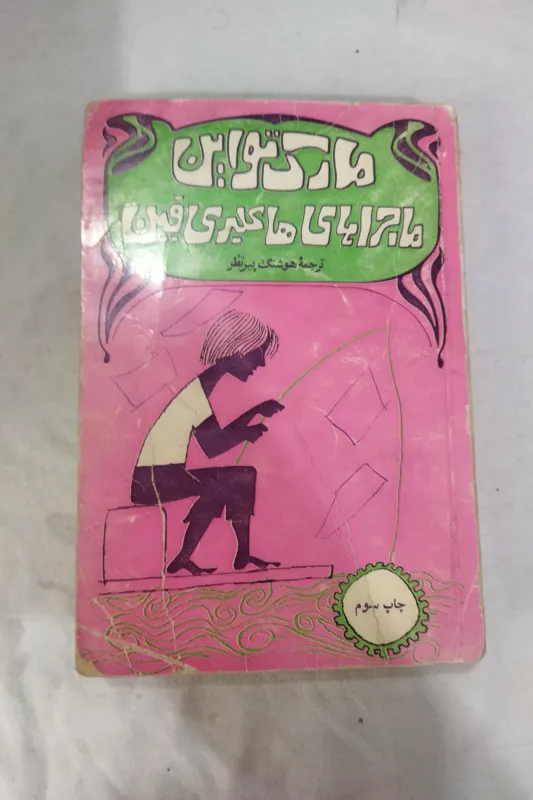 مارک تواین
ماجراهای هاکلبری فین
ترجمهٔ هوشنگ پیرنظر
چاپ سوم